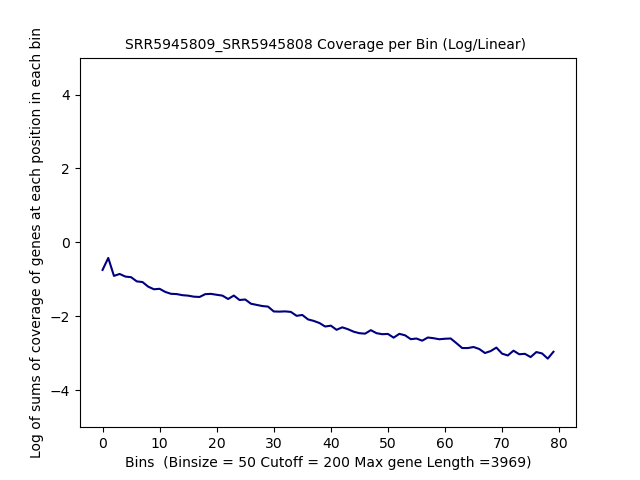 SRR5945809_SRR5945808 Coverage per Bin (Log/Linear)
Log of sums of coverage of genes at each position in each bin
4
2
0
−2
−4
0 10 20 30 40 50 60 70 80
Bins  (Binsize = 50 Cutoff = 200 Max gene Length =3969)